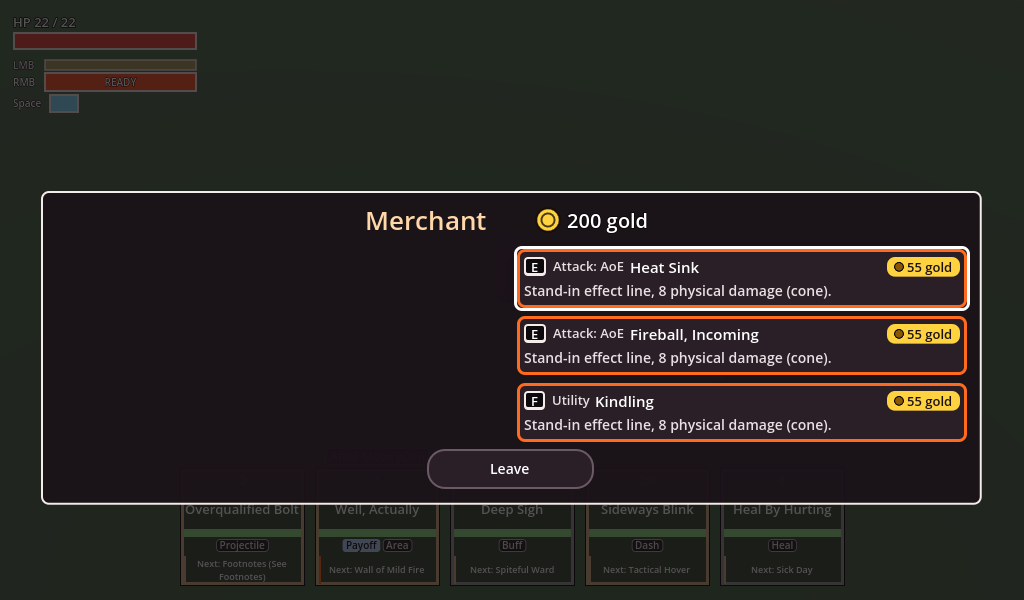 HP 22 / 22
LMB
RMB READY
Space
Merchant 200 gold
E Attack: AoE Heat Sink 55 gold
Stand-in effect line, 8 physical damage (cone).
E Attack: AoE Fireball, Incoming 55 gold
Stand-in effect line, 8 physical damage (cone).
F Utility Kindling 55 gold
Stand-in effect line, 8 physical damage (cone).
Leave
Overqualified Bolt
Projectile
Next: Footnotes (See
Footnotes)
Well, Actually
Payoff Area
Next: Wall of Mild Fire
Deep Sigh
Buff
Next: Spiteful Ward
Sideways Blink
Dash
Next: Tactical Hover
Heal By Hurting
Heal
Next: Sick Day